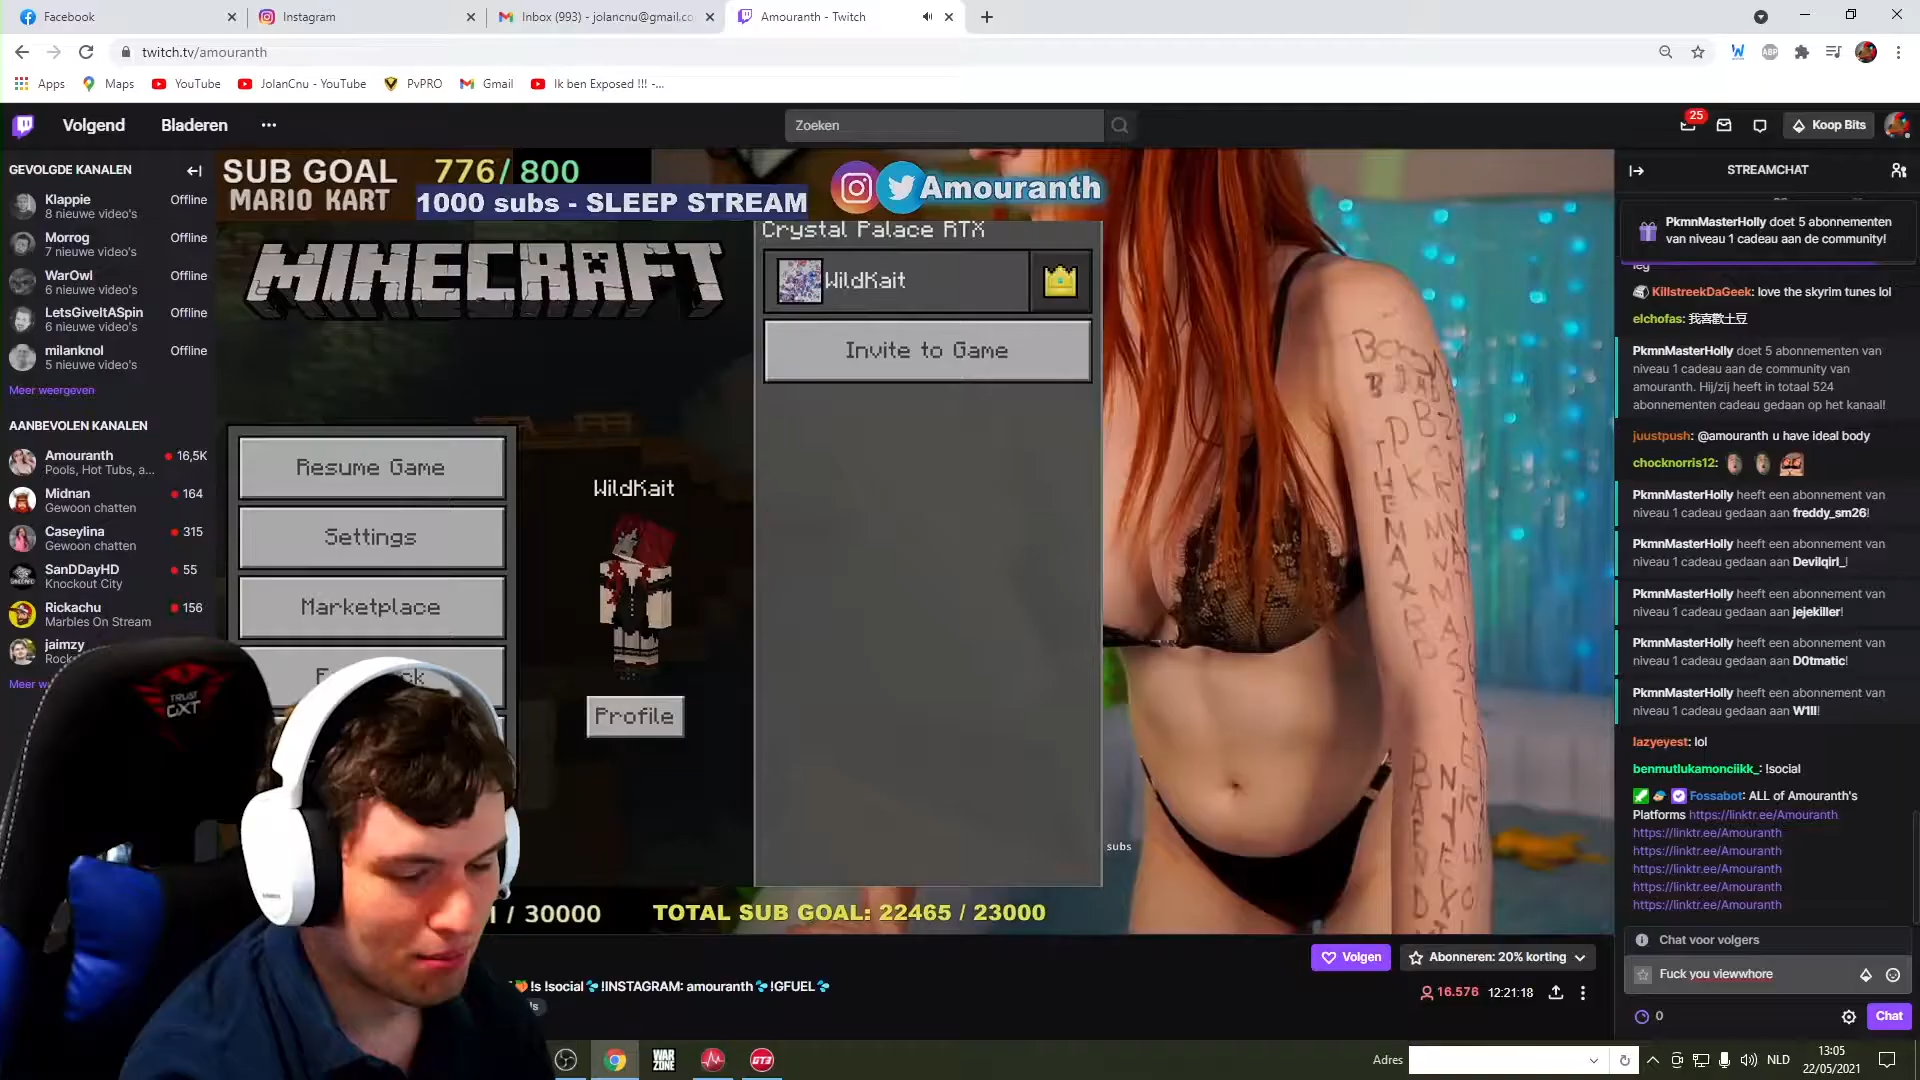 Facebook
Instagram
Inbox (993) - jolancnu@gmail.co
Amouranth - Twitch
twitch.tv/amouranth
Apps
Maps
YouTube
JolanCnu - YouTube
PvPRO
Gmail
Ik ben Exposed !!! -...
Volgend
Bladeren
Zoeken
25
Koop Bits
GEVOLGDE KANALEN
Klappie
Offline
8 nieuwe video's
Morrog
Offline
7 nieuwe video's
WarOwl
Offline
6 nieuwe video's
LetsGiveItASpin
Offline
6 nieuwe video's
milanknol
Offline
5 nieuwe video's
Meer weergeven
AANBEVOLEN KANALEN
Amouranth
16,5K
Pools, Hot Tubs, a...
Midnan
164
Gewoon chatten
Caseylina
315
Gewoon chatten
SanDDayHD
55
Knockout City
Rickachu
156
Marbles On Stream
jaimzy
Meer
SUB GOAL 776/ 800
MARIO KART
1000 subs - SLEEP STREAM
Amouranth
MINECRAFT
Crystal Palace RTX
WildKait
Invite to Game
Resume Game
Settings
Marketplace
WildKait
Profile
TRUST
GXT
subs
/ 30000
TOTAL SUB GOAL: 22465 / 23000
!s !social !INSTAGRAM: amouranth !GFUEL
Volgen
Abonneren: 20% korting
16.576
12:21:18
STREAMCHAT
PkmnMasterHolly doet 5 abonnementen
van niveau 1 cadeau aan de community!
leg
KillstreekDaGeek: love the skyrim tunes lol
elchofas: 我喜歡土豆
PkmnMasterHolly doet 5 abonnementen van
niveau 1 cadeau aan de community van
amouranth. Hij/zij heeft in totaal 524
abonnementen cadeau gedaan op het kanaal!
juustpush: @amouranth u have ideal body
chocknorris12:
PkmnMasterHolly heeft een abonnement van
niveau 1 cadeau gedaan aan freddy_sm26!
PkmnMasterHolly heeft een abonnement van
niveau 1 cadeau gedaan aan Devilqirl_!
PkmnMasterHolly heeft een abonnement van
niveau 1 cadeau gedaan aan jejekiller!
PkmnMasterHolly heeft een abonnement van
niveau 1 cadeau gedaan aan D0tmatic!
PkmnMasterHolly heeft een abonnement van
niveau 1 cadeau gedaan aan W1ll!
lazyeyest: lol
benmutlukamonciikk_: !social
Fossabot: ALL of Amouranth's
Platforms https://linktr.ee/Amouranth
https://linktr.ee/Amouranth
https://linktr.ee/Amouranth
https://linktr.ee/Amouranth
https://linktr.ee/Amouranth
https://linktr.ee/Amouranth
Chat voor volgers
Fuck you viewwhore
0
Chat
WAR
ZONE
GT3
Adres
NLD
13:05
22/05/2021